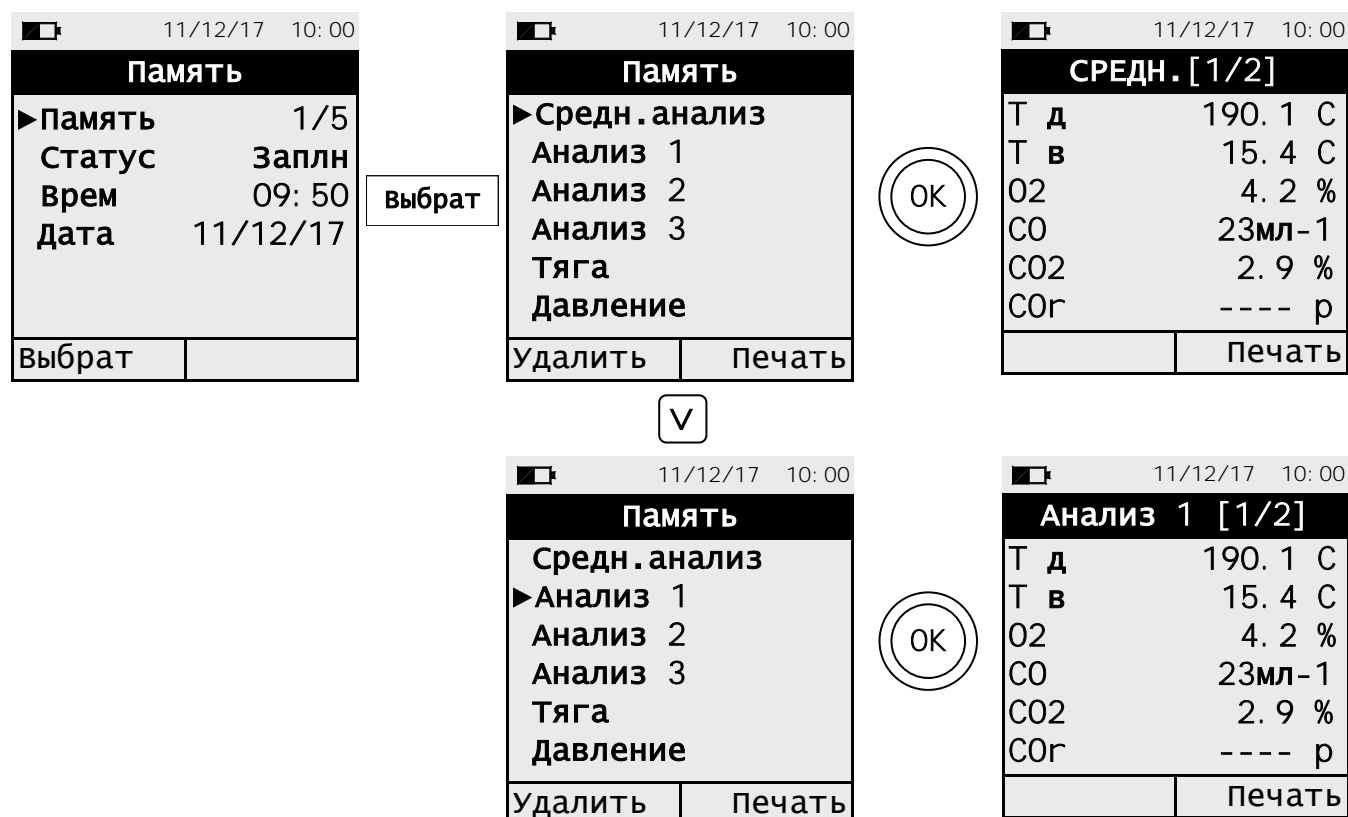 11/12/17 10:00
Память
▶Память 1/5
Статус Заплн
Врем 09:50
Дата 11/12/17
Выбрат
Выбрат
11/12/17 10:00
Память
▶Средн.анализ
Анализ 1
Анализ 2
Анализ 3
Тяга
Давление
Удалить Печать
OK
11/12/17 10:00
СРЕДН.[1/2]
Т д 190.1 C
Т в 15.4 C
O2 4.2 %
CO 23мл-1
CO2 2.9 %
COr ---- p
Печать
V
11/12/17 10:00
Память
Средн.анализ
▶Анализ 1
Анализ 2
Анализ 3
Тяга
Давление
Удалить Печать
OK
11/12/17 10:00
Анализ 1 [1/2]
Т д 190.1 C
Т в 15.4 C
O2 4.2 %
CO 23мл-1
CO2 2.9 %
COr ---- p
Печать